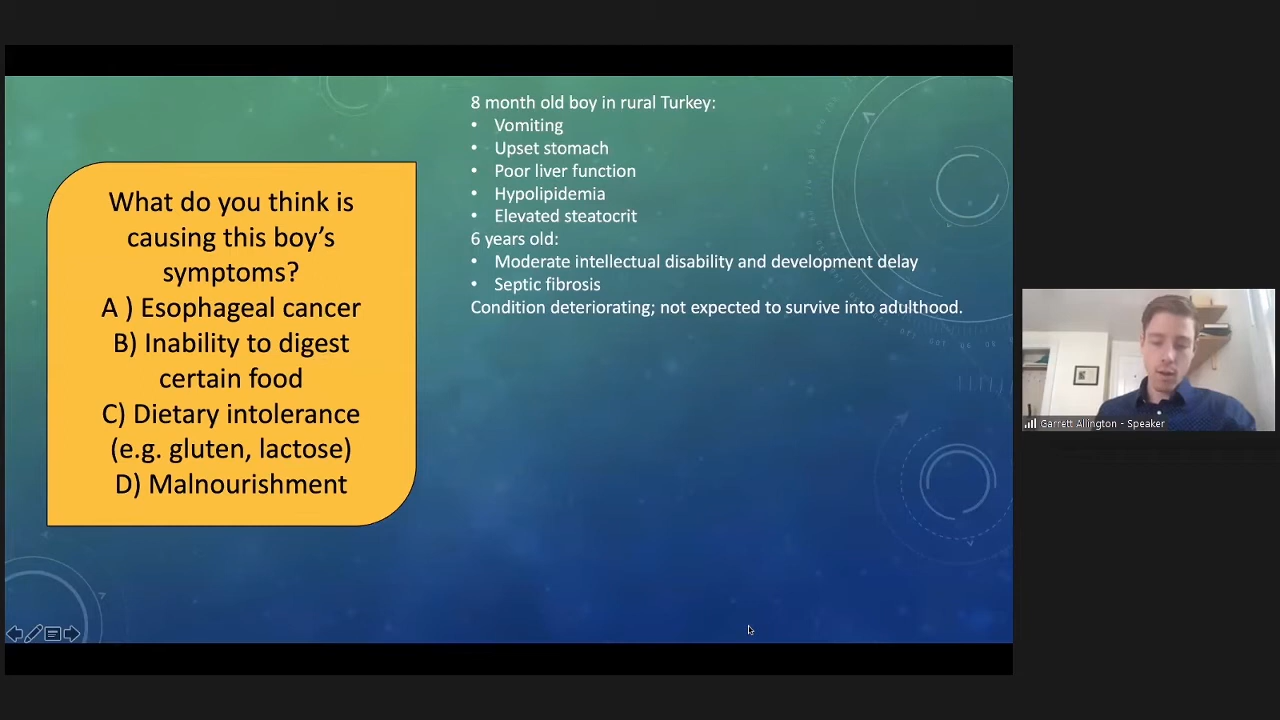 What do you think is
causing this boy's
symptoms?
A ) Esophageal cancer
B) Inability to digest
certain food
C) Dietary intolerance
(e.g. gluten, lactose)
D) Malnourishment
8 month old boy in rural Turkey:
• Vomiting
• Upset stomach
• Poor liver function
• Hypolipidemia
• Elevated steatocrit
6 years old:
• Moderate intellectual disability and development delay
• Septic fibrosis
Condition deteriorating; not expected to survive into adulthood.
Garrett Allington - Speaker